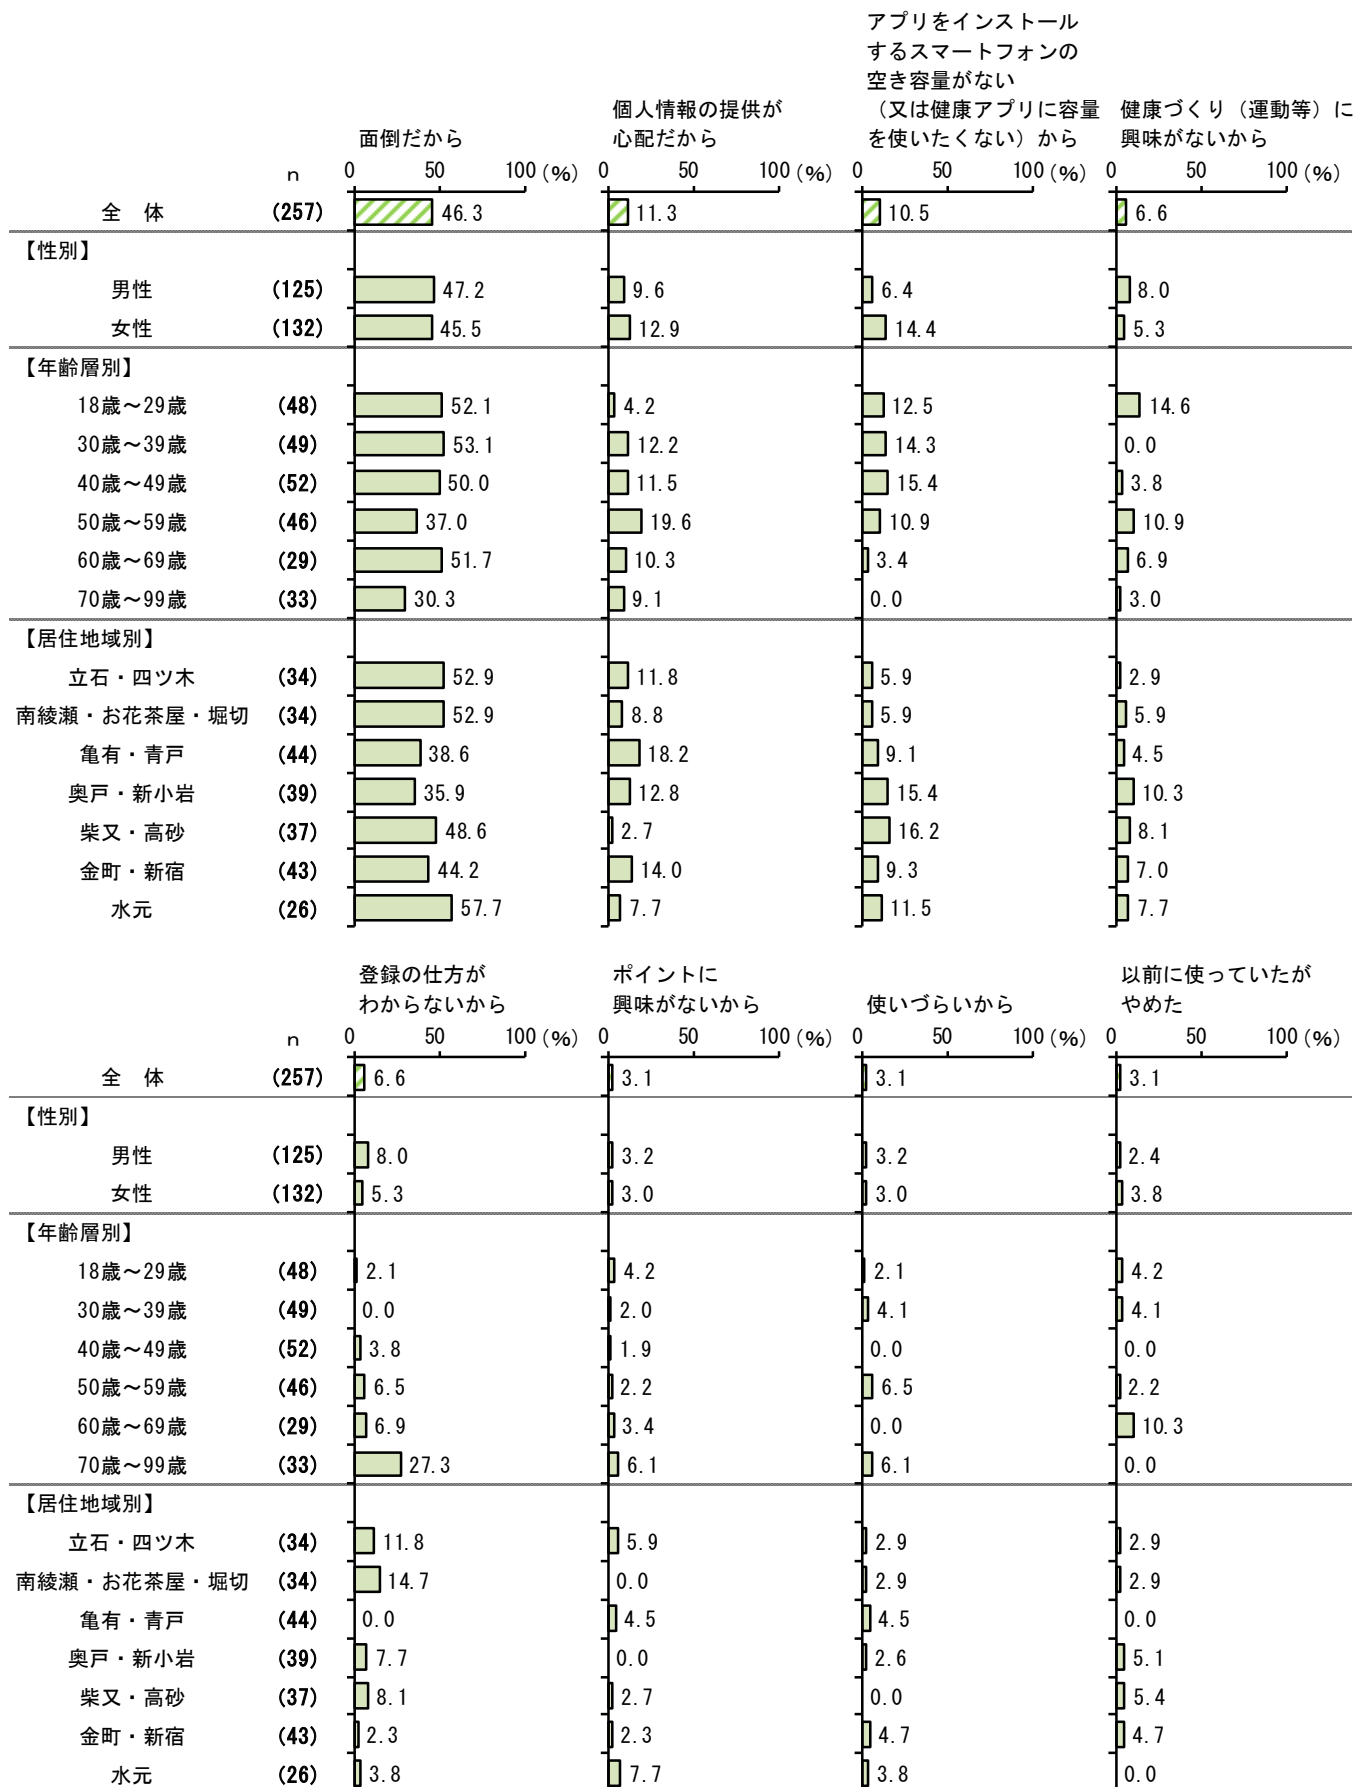 アプリをインストール
するスマートフォンの
空き容量がない
個人情報の提供が （又は健康アプリに容量 健康づくり（運動等）に
面倒だから 心配だから を使いたくない）から 興味がないから
n 0 50 100 (%) 0 50 100 (%) 0 50 100 (%) 0 50 100 (%)
全 体 (257) 46.3 11.3 10.5 6.6
【性別】
男性 (125) 47.2 9.6 6.4 8.0
女性 (132) 45.5 12.9 14.4 5.3
【年齢層別】
18歳～29歳 (48) 52.1 4.2 12.5 14.6
30歳～39歳 (49) 53.1 12.2 14.3 0.0
40歳～49歳 (52) 50.0 11.5 15.4 3.8
50歳～59歳 (46) 37.0 19.6 10.9 10.9
60歳～69歳 (29) 51.7 10.3 3.4 6.9
70歳～99歳 (33) 30.3 9.1 0.0 3.0
【居住地域別】
立石・四ツ木 (34) 52.9 11.8 5.9 2.9
南綾瀬・お花茶屋・堀切 (34) 52.9 8.8 5.9 5.9
亀有・青戸 (44) 38.6 18.2 9.1 4.5
奥戸・新小岩 (39) 35.9 12.8 15.4 10.3
柴又・高砂 (37) 48.6 2.7 16.2 8.1
金町・新宿 (43) 44.2 14.0 9.3 7.0
水元 (26) 57.7 7.7 11.5 7.7
登録の仕方が ポイントに 以前に使っていたが
わからないから 興味がないから 使いづらいから やめた
n 0 50 100 (%) 0 50 100 (%) 0 50 100 (%) 0 50 100 (%)
全 体 (257) 6.6 3.1 3.1 3.1
【性別】
男性 (125) 8.0 3.2 3.2 2.4
女性 (132) 5.3 3.0 3.0 3.8
【年齢層別】
18歳～29歳 (48) 2.1 4.2 2.1 4.2
30歳～39歳 (49) 0.0 2.0 4.1 4.1
40歳～49歳 (52) 3.8 1.9 0.0 0.0
50歳～59歳 (46) 6.5 2.2 6.5 2.2
60歳～69歳 (29) 6.9 3.4 0.0 10.3
70歳～99歳 (33) 27.3 6.1 6.1 0.0
【居住地域別】
立石・四ツ木 (34) 11.8 5.9 2.9 2.9
南綾瀬・お花茶屋・堀切 (34) 14.7 0.0 2.9 2.9
亀有・青戸 (44) 0.0 4.5 4.5 0.0
奥戸・新小岩 (39) 7.7 0.0 2.6 5.1
柴又・高砂 (37) 8.1 2.7 0.0 5.4
金町・新宿 (43) 2.3 2.3 4.7 4.7
水元 (26) 3.8 7.7 3.8 0.0